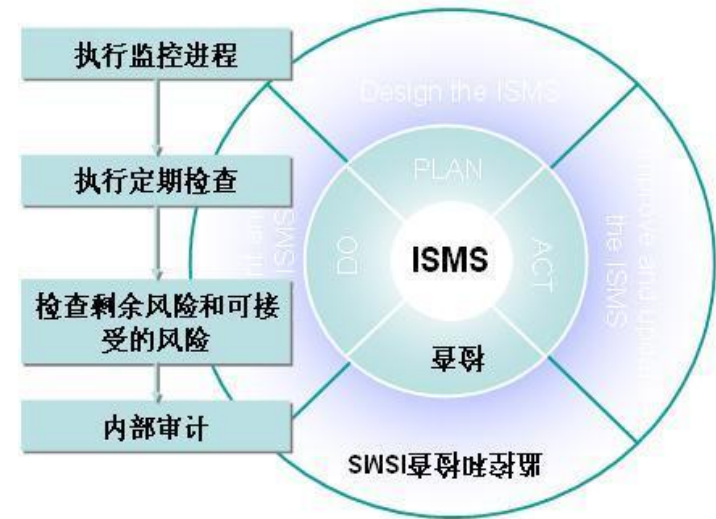 执行监控进程
执行定期检查
检查剩余风险和可接
受的风险
内部审计
Design the ISMS
PLAN
DO
ISMS
ACT
ISMS
the ISMS
检查
监控和检查ISMS